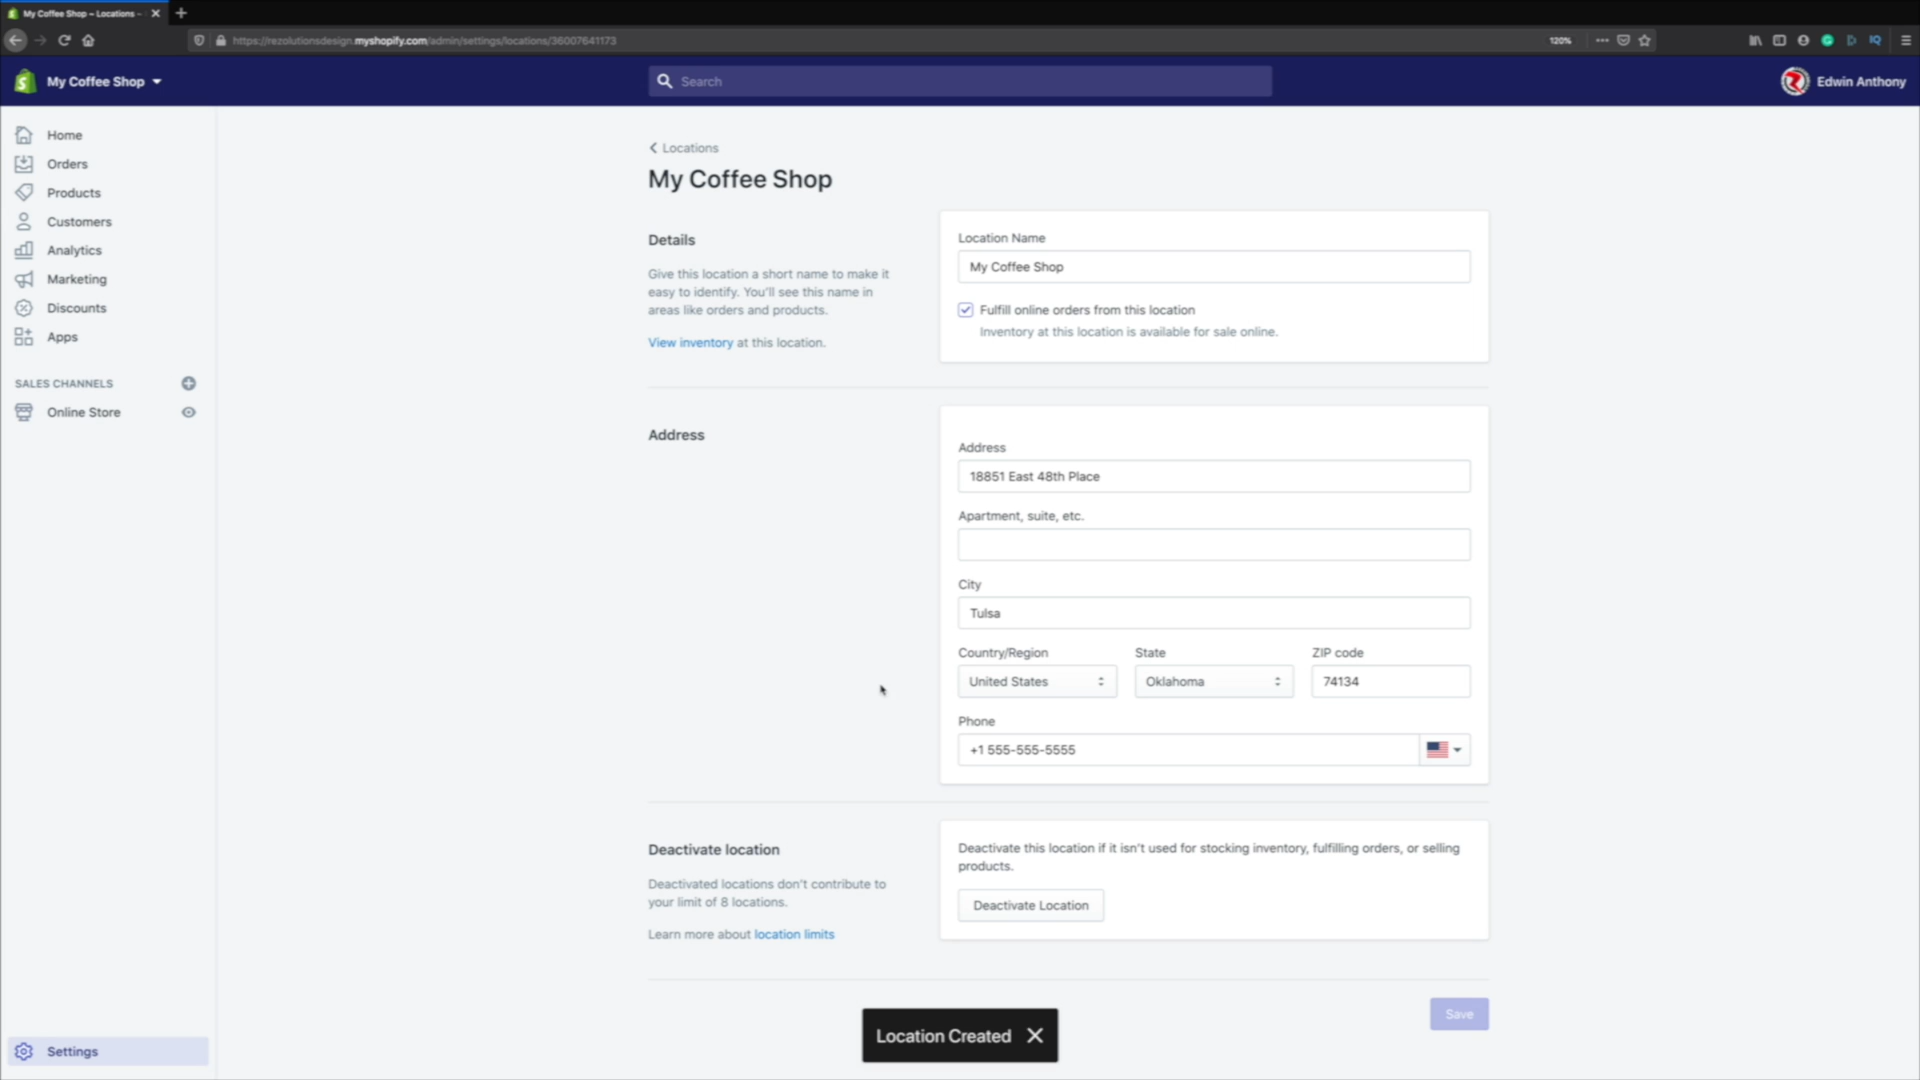 My Coffee Shop ~ Locations ~
https://rezolutionsdesign.myshopify.com/admin/settings/locations/36007641173
120%
My Coffee Shop
Search
Edwin Anthony
Home
Orders
Products
Customers
Analytics
Marketing
Discounts
Apps
SALES CHANNELS
Online Store
Settings
Locations
My Coffee Shop
Details
Give this location a short name to make it
easy to identify. You'll see this name in
areas like orders and products.
View inventory at this location.
Location Name
My Coffee Shop
Fulfill online orders from this location
Inventory at this location is available for sale online.
Address
Address
18851 East 48th Place
Apartment, suite, etc.
City
Tulsa
Country/Region State ZIP code
United States Oklahoma 74134
Phone
+1 555-555-5555
Deactivate location
Deactivated locations don't contribute to
your limit of 8 locations.
Learn more about location limits
Deactivate this location if it isn't used for stocking inventory, fulfilling orders, or selling
products.
Deactivate Location
Save
Location Created